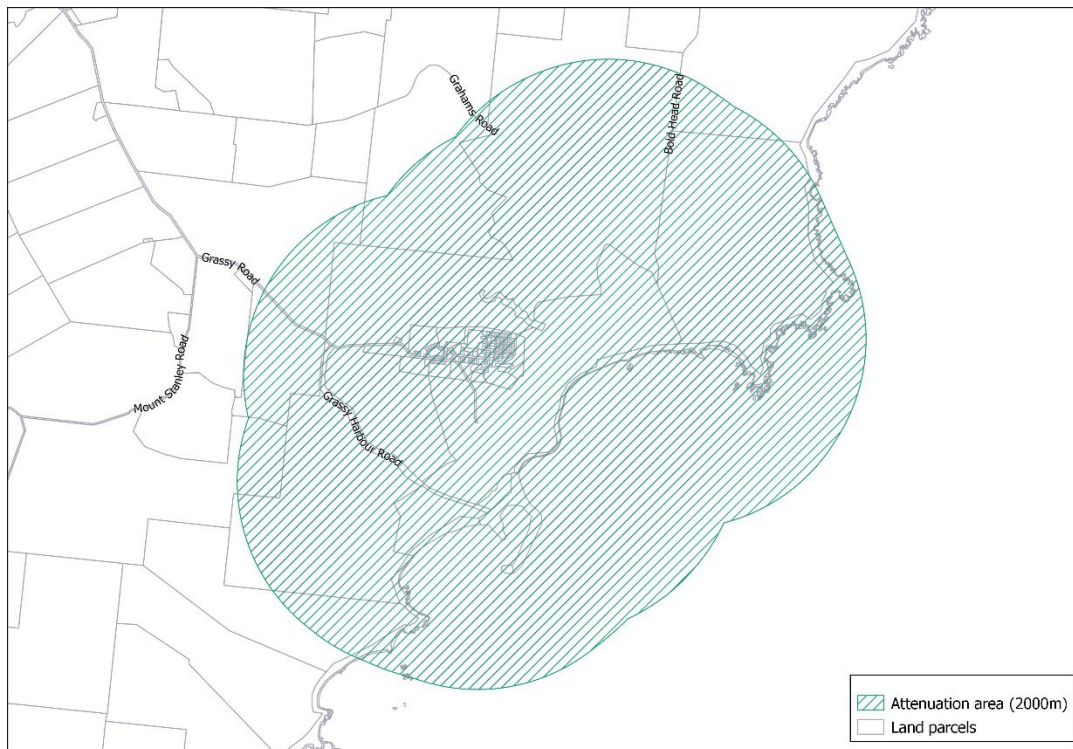 Grahams Road
Bold Head Road
Grassy Road
Mount Stanley Road
Grassy Harbour Road
Attenuation area (2000m)
Land parcels